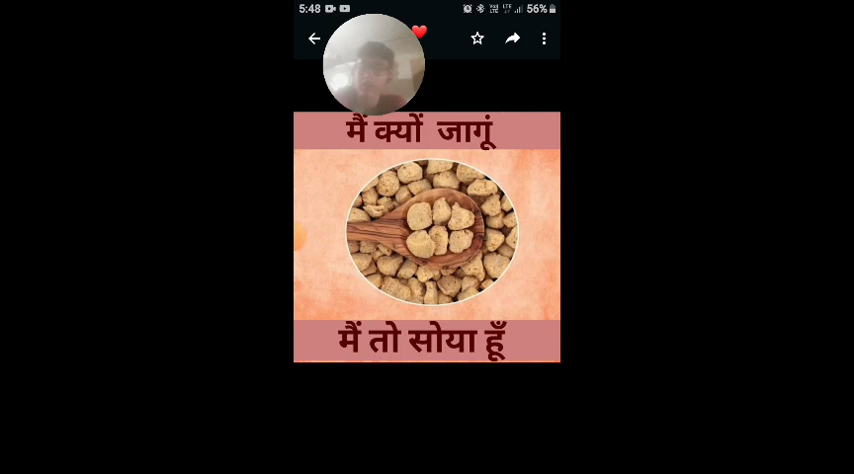 5:48 56%
मैं क्यों जागूं
मैं तो सोया हूँ